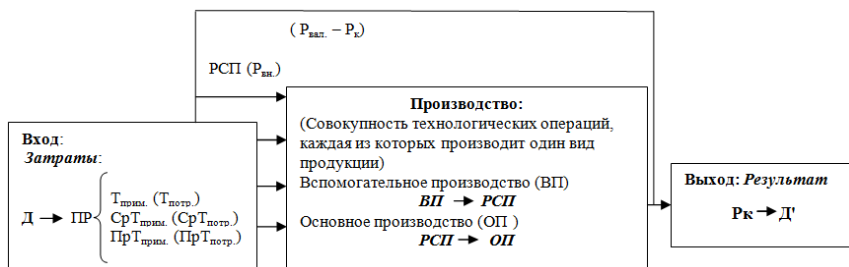 ( Рвал. – Рк)
РСП (Рвн.)
Вход:
Затраты:
Д → ПР
Тприм. (Тпотр.)
СрТприм. (СрТпотр.)
ПрТприм. (ПрТпотр.)
Производство:
(Совокупность технологических операций,
каждая из которых производит один вид
продукции)
Вспомогательное производство (ВП)
ВП → РСП
Основное производство (ОП )
РСП → ОП
Выход: Результат
Рк → Д'